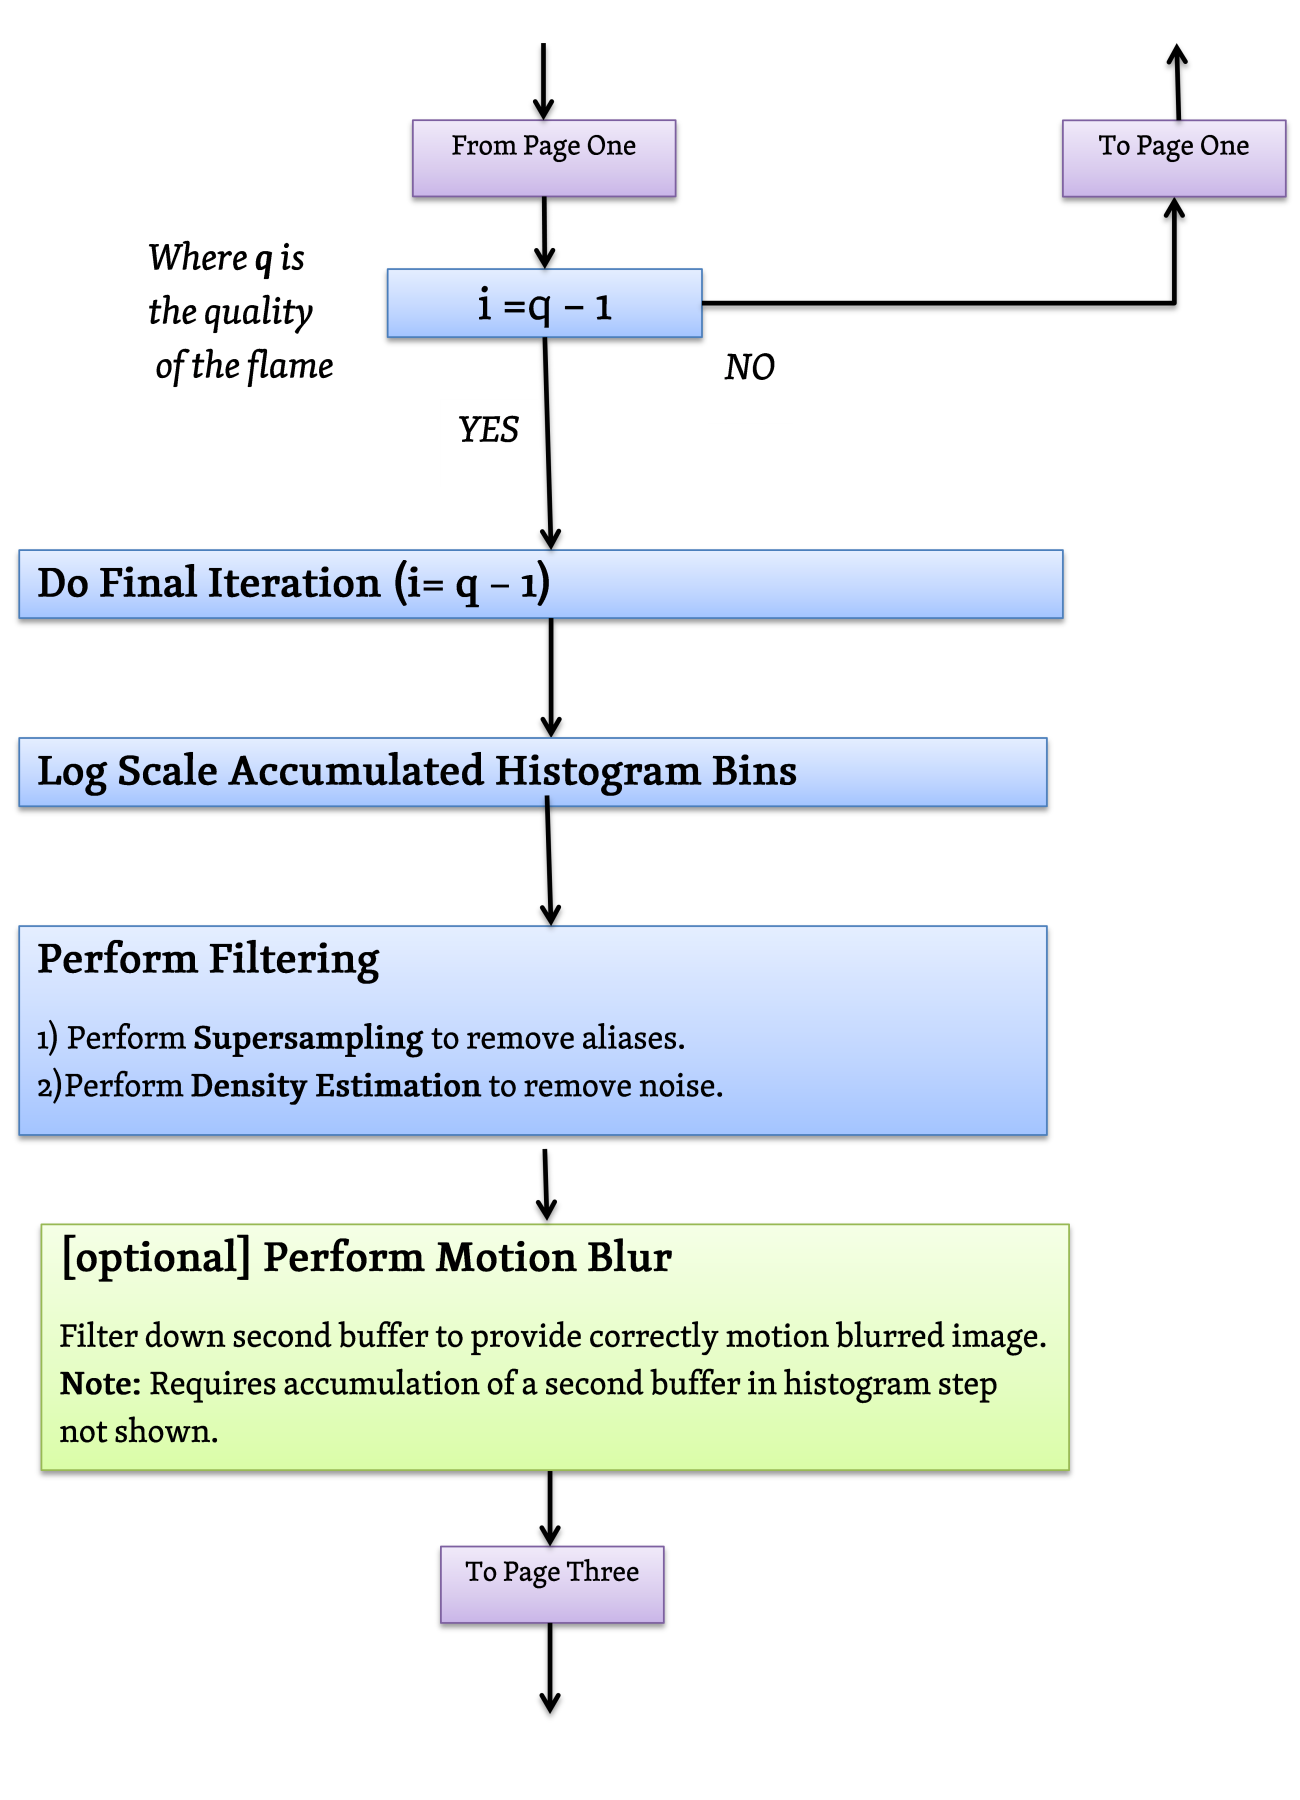 From Page One
To Page One
Where q is
the quality
of the flame
i =q – 1
NO
YES
Do Final Iteration (i= q – 1)
Log Scale Accumulated Histogram Bins
Perform Filtering
1) Perform Supersampling to remove aliases.
2)Perform Density Estimation to remove noise.
[optional] Perform Motion Blur
Filter down second buffer to provide correctly motion blurred image.
Note: Requires accumulation of a second buffer in histogram step
not shown.
To Page Three